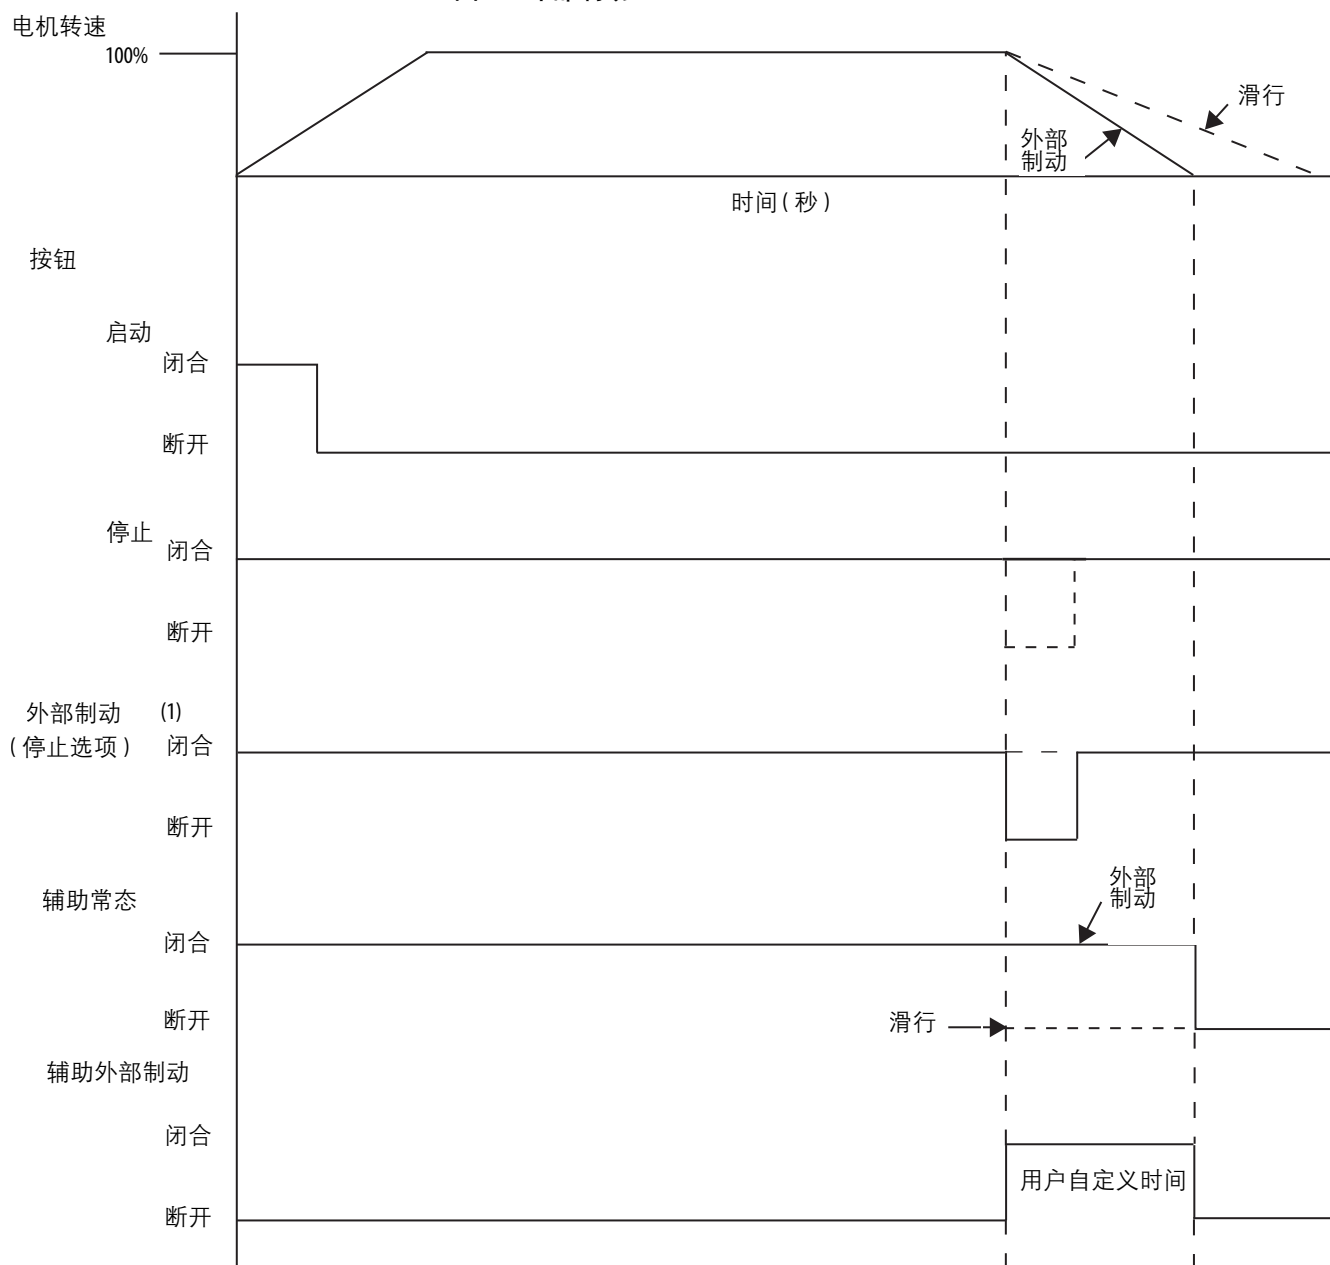 电机转速
100%
滑行
外部
制动
时间(秒)
按钮
启动
闭合
断开
停止
闭合
断开
外部制动 (1)
(停止选项) 闭合
断开
外部
制动
辅助常态
闭合
断开
滑行
辅助外部制动
闭合
用户自定义时间
断开